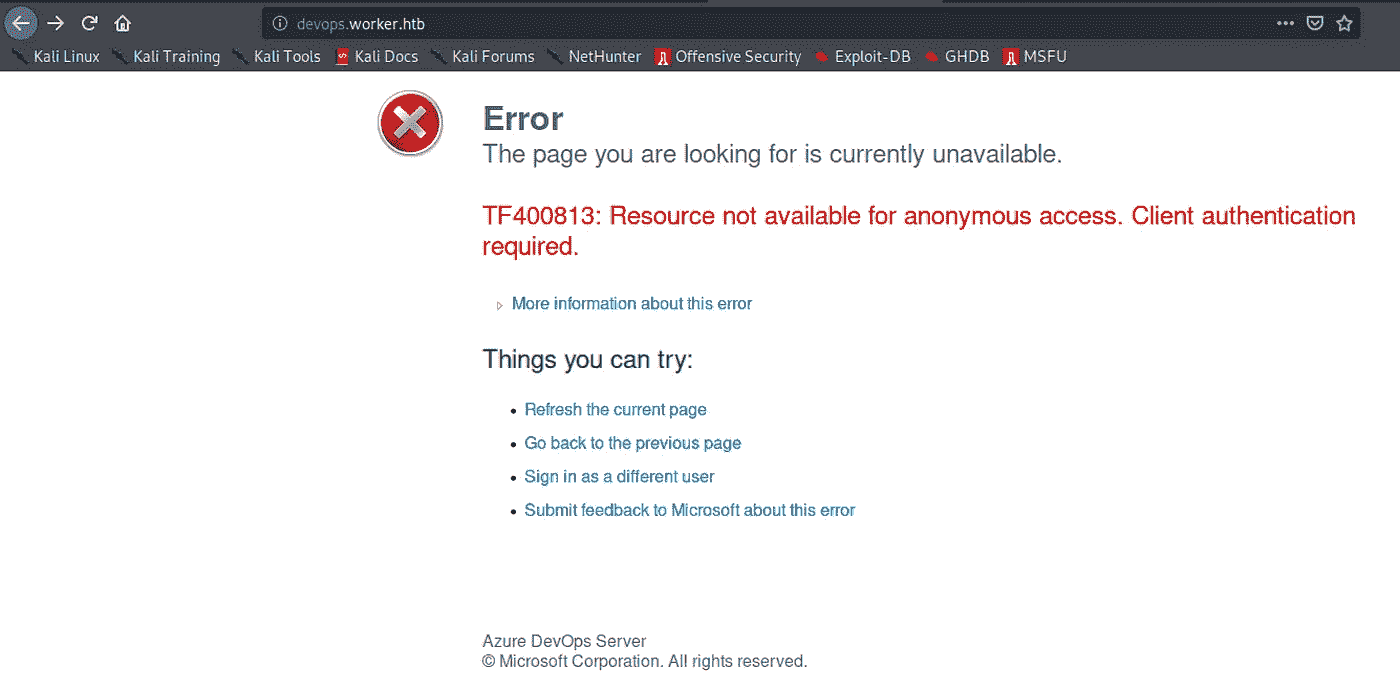 devops.worker.htb
Kali Linux Kali Training Kali Tools Kali Docs Kali Forums NetHunter Offensive Security Exploit-DB GHDB MSFU
Error
The page you are looking for is currently unavailable.
TF400813: Resource not available for anonymous access. Client authentication
required.
More information about this error
Things you can try:
• Refresh the current page
• Go back to the previous page
• Sign in as a different user
• Submit feedback to Microsoft about this error
Azure DevOps Server
© Microsoft Corporation. All rights reserved.